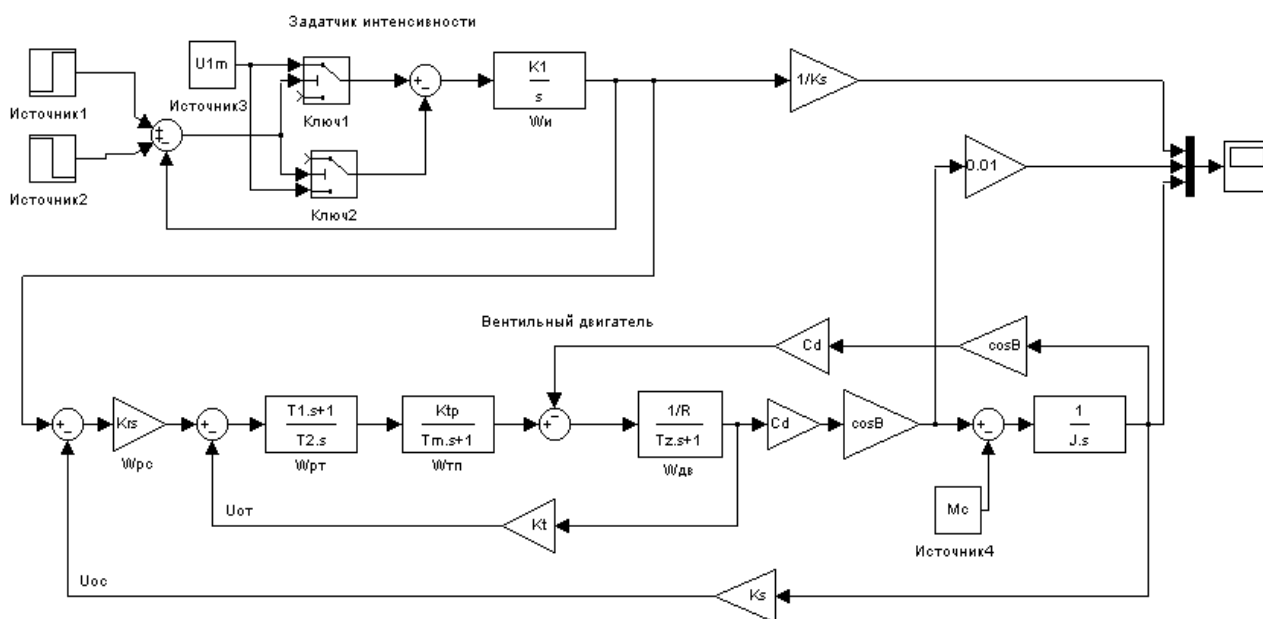 Задатчик интенсивности
U1m
K1
s
1/Ks
Источник3
Источник1
Ключ1
Wи
0.01
Источник2
Ключ2
Вентильный двигатель
Cd
cosB
Krs
T1.s+1
T2.s
Ktp
Tm.s+1
1/R
Tz.s+1
Cd
cosB
1
J.s
Wрс
Wрт
Wтп
Wдв
Uот
Kt
Mc
Источник4
Uос
Ks